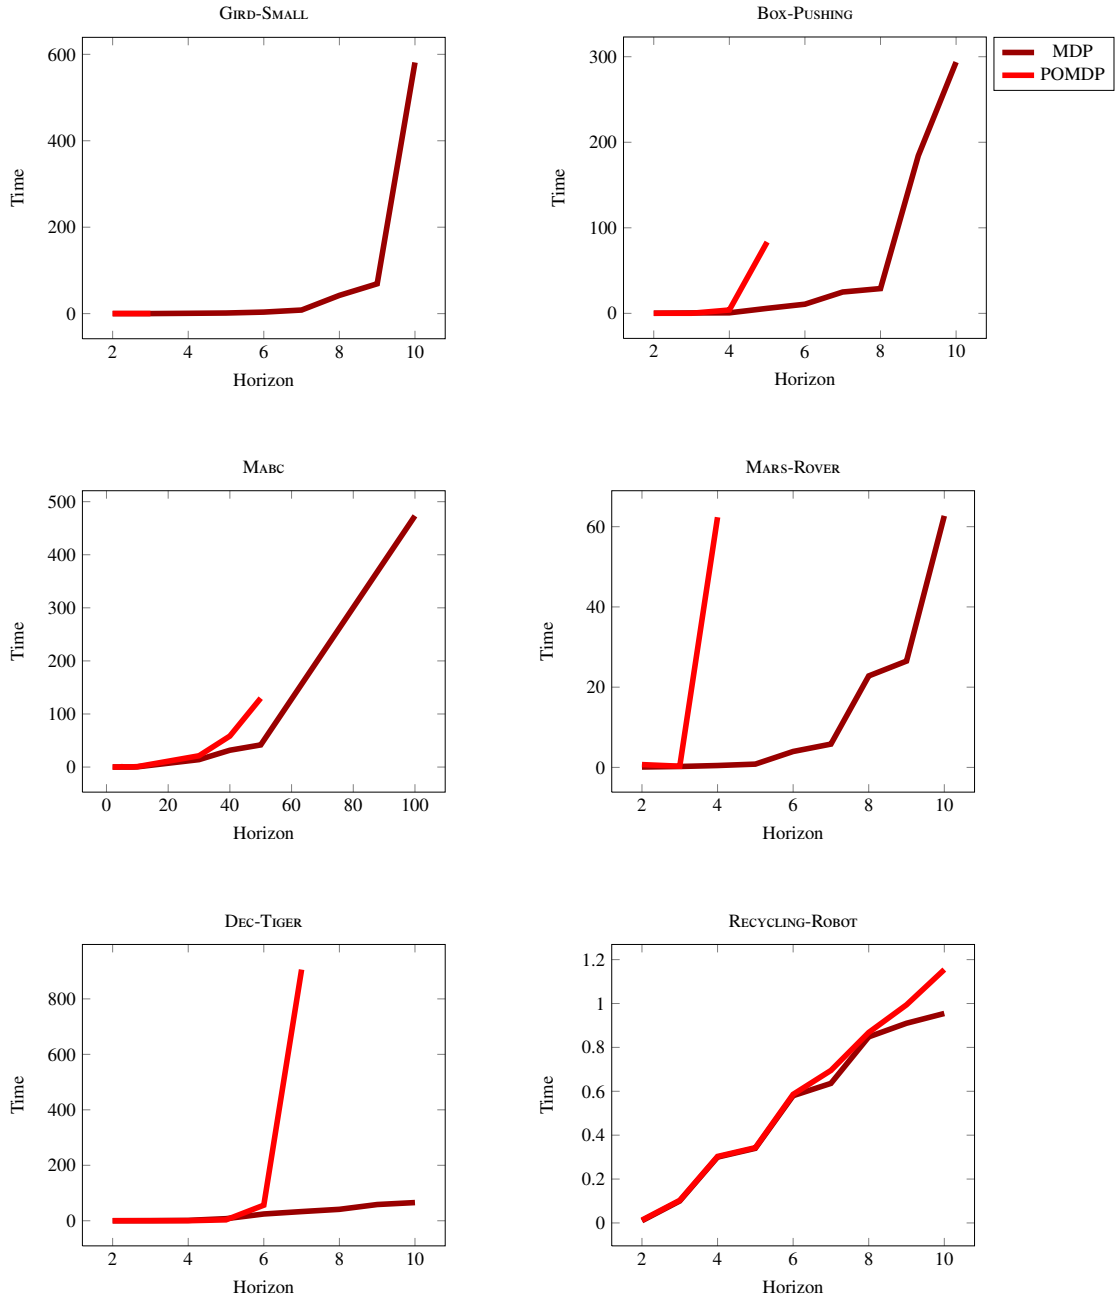 GIRD-SMALL
BOX-PUSHING
MDP
POMDP
600
400
200
0
Time
2 4 6 8 10
Horizon
300
200
100
0
Time
2 4 6 8 10
Horizon
MABC
500
400
300
200
100
0
Time
0 20 40 60 80 100
Horizon
MARS-ROVER
60
40
20
0
Time
2 4 6 8 10
Horizon
DEC-TIGER
800
600
400
200
0
Time
2 4 6 8 10
Horizon
RECYCLING-ROBOT
1.2
1
0.8
0.6
0.4
0.2
0
Time
2 4 6 8 10
Horizon